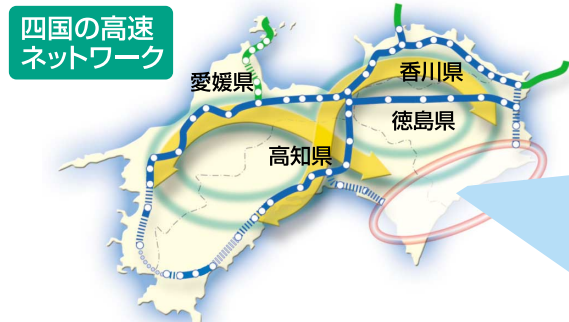 四国の高速
ネットワーク
愛媛県
香川県
徳島県
高知県